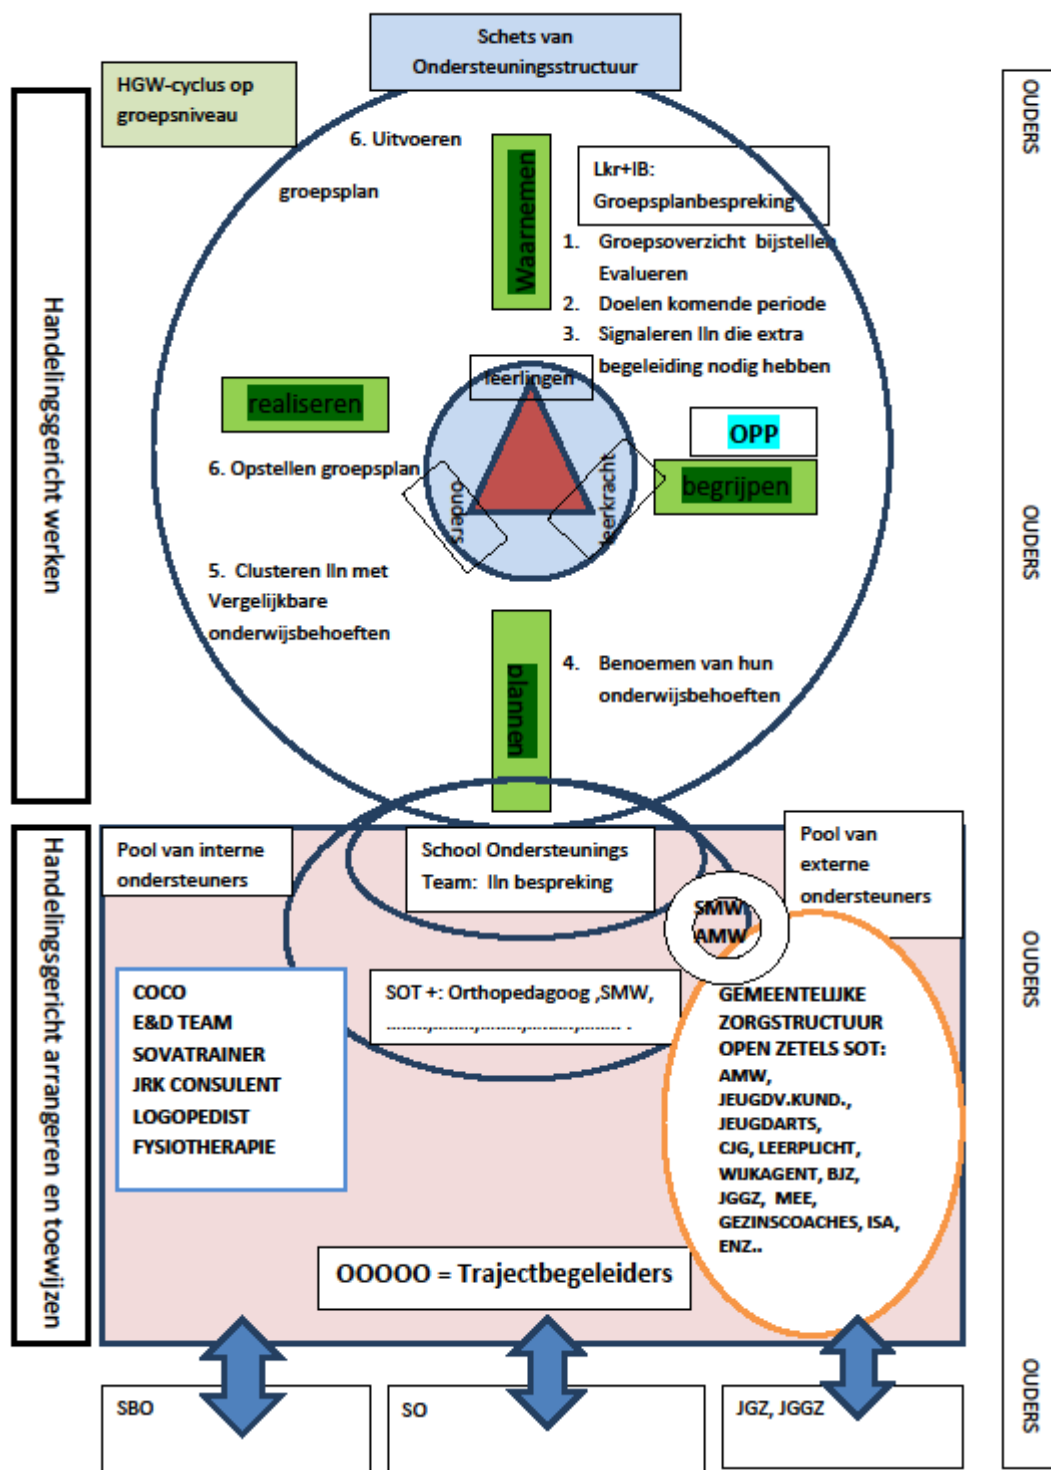 Schets van
Ondersteuningsstructuur
HGW-cyclus op
groepsniveau
OUDERS
Handelingsgericht werken
6. Uitvoeren
groepsplan
Waarnemen
Lkr+IB:
Groepsplanbespreking
1. Groepsoverzicht bijstellen
Evalueren
2. Doelen komende periode
3. Signaleren lln die extra
begeleiding nodig hebben
leerlingen
realiseren
OPP
begrijpen
6. Opstellen groepsplan
ouders
leerkracht
OUDERS
5. Clusteren lln met
Vergelijkbare
onderwijsbehoeften
plannen
4. Benoemen van hun
onderwijsbehoeften
Handelingsgericht arrangeren en toewijzen
Pool van interne
ondersteuners
School Ondersteunings
Team: lln bespreking
Pool van
externe
ondersteuners
SMW
AMW
OUDERS
COCO
E&D TEAM
SOVATRAINER
JRK CONSULENT
LOGOPEDIST
FYSIOTHERAPIE
SOT +: Orthopedagoog ,SMW,
GEMEENTELIJKE
ZORGSTRUCTUUR
OPEN ZETELS SOT:
AMW,
JEUGDV.KUND.,
JEUGDARTS,
CJG, LEERPLICHT,
WIJKAGENT, BJZ,
JGGZ, MEE,
GEZINSCOACHES, ISA,
ENZ..
OOOOO = Trajectbegeleiders
SBO
SO
JGZ, JGGZ
OUDERS